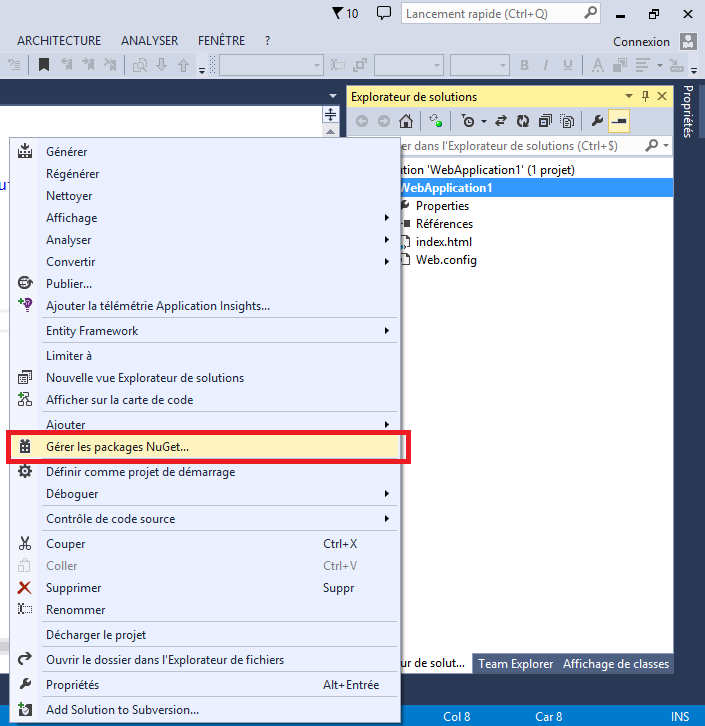 10
Lancement rapide (Ctrl+Q)
ARCHITECTURE ANALYSER FENÊTRE ?
Connexion
B I U
Explorateur de solutions
Propriétés
dans l'Explorateur de solutions (Ctrl+$)
'WebApplication1' (1 projet)
WebApplication1
Properties
Références
index.html
Web.config
Générer
Régénérer
Nettoyer
Affichage
Analyser
Convertir
Publier...
Ajouter la télémétrie Application Insights...
Entity Framework
Limiter à
Nouvelle vue Explorateur de solutions
Afficher sur la carte de code
Ajouter
Gérer les packages NuGet...
Définir comme projet de démarrage
Déboguer
Contrôle de code source
Couper Ctrl+X
Coller Ctrl+V
Supprimer Suppr
Renommer
Décharger le projet
Ouvrir le dossier dans l'Explorateur de fichiers
Propriétés Alt+Entrée
Add Solution to Subversion...
ur de solut... Team Explorer Affichage de classes
Col 8 Car 8 INS